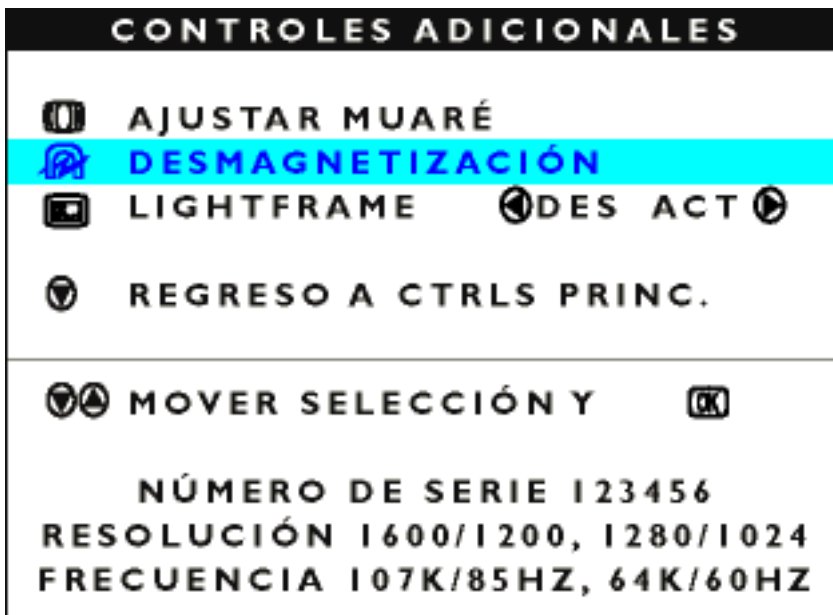 CONTROLES ADICIONALES
AJUSTAR MUARÉ
DESMAGNETIZACIÓN
LIGHTFRAME DES ACT
REGRESO A CTRLS PRINC.
MOVER SELECCIÓN Y OK
NÚMERO DE SERIE 123456
RESOLUCIÓN 1600/1200, 1280/1024
FRECUENCIA 107K/85HZ, 64K/60HZ